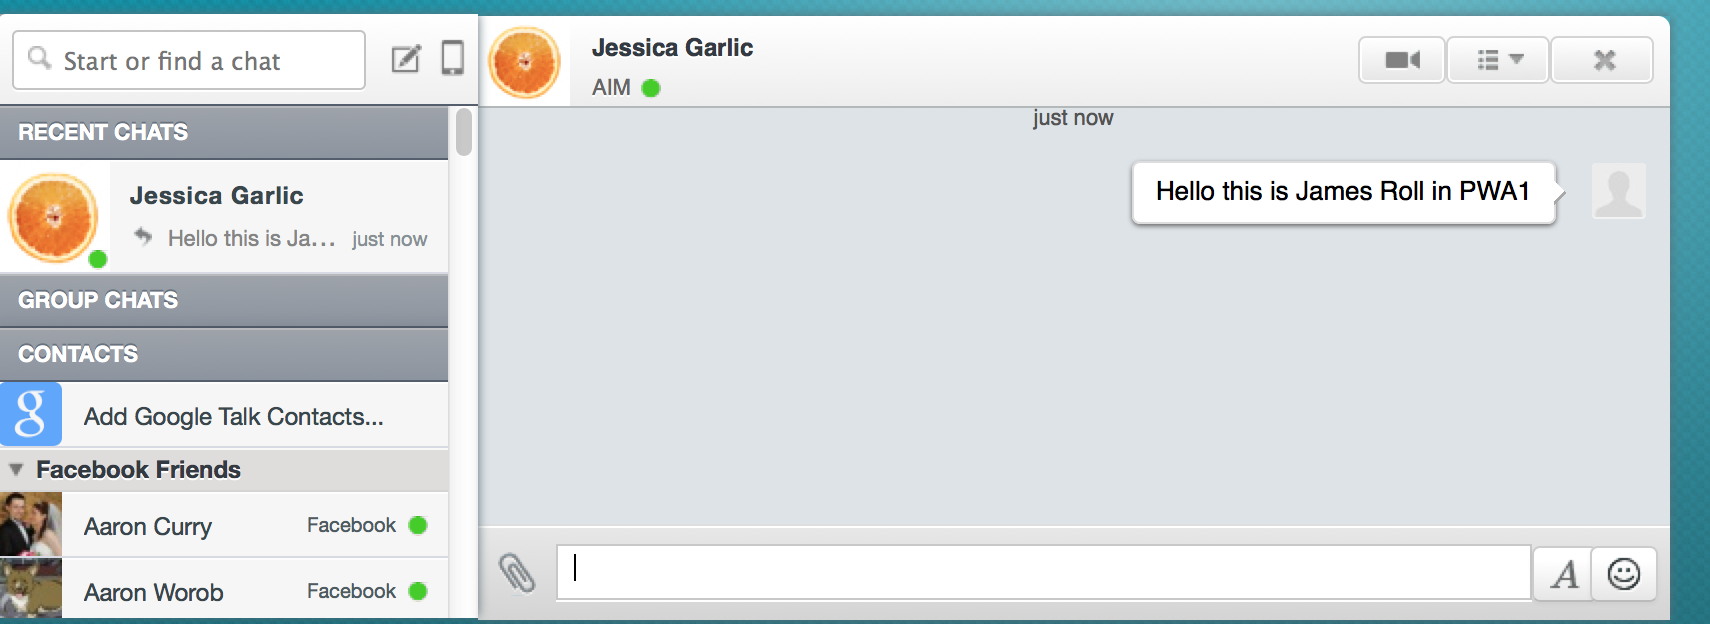 Start or find a chat
RECENT CHATS
Jessica Garlic
Hello this is Ja... just now
GROUP CHATS
CONTACTS
g
Add Google Talk Contacts...
Facebook Friends
Aaron Curry Facebook
Aaron Worob Facebook
Jessica Garlic
AIM
just now
Hello this is James Roll in PWA1
A